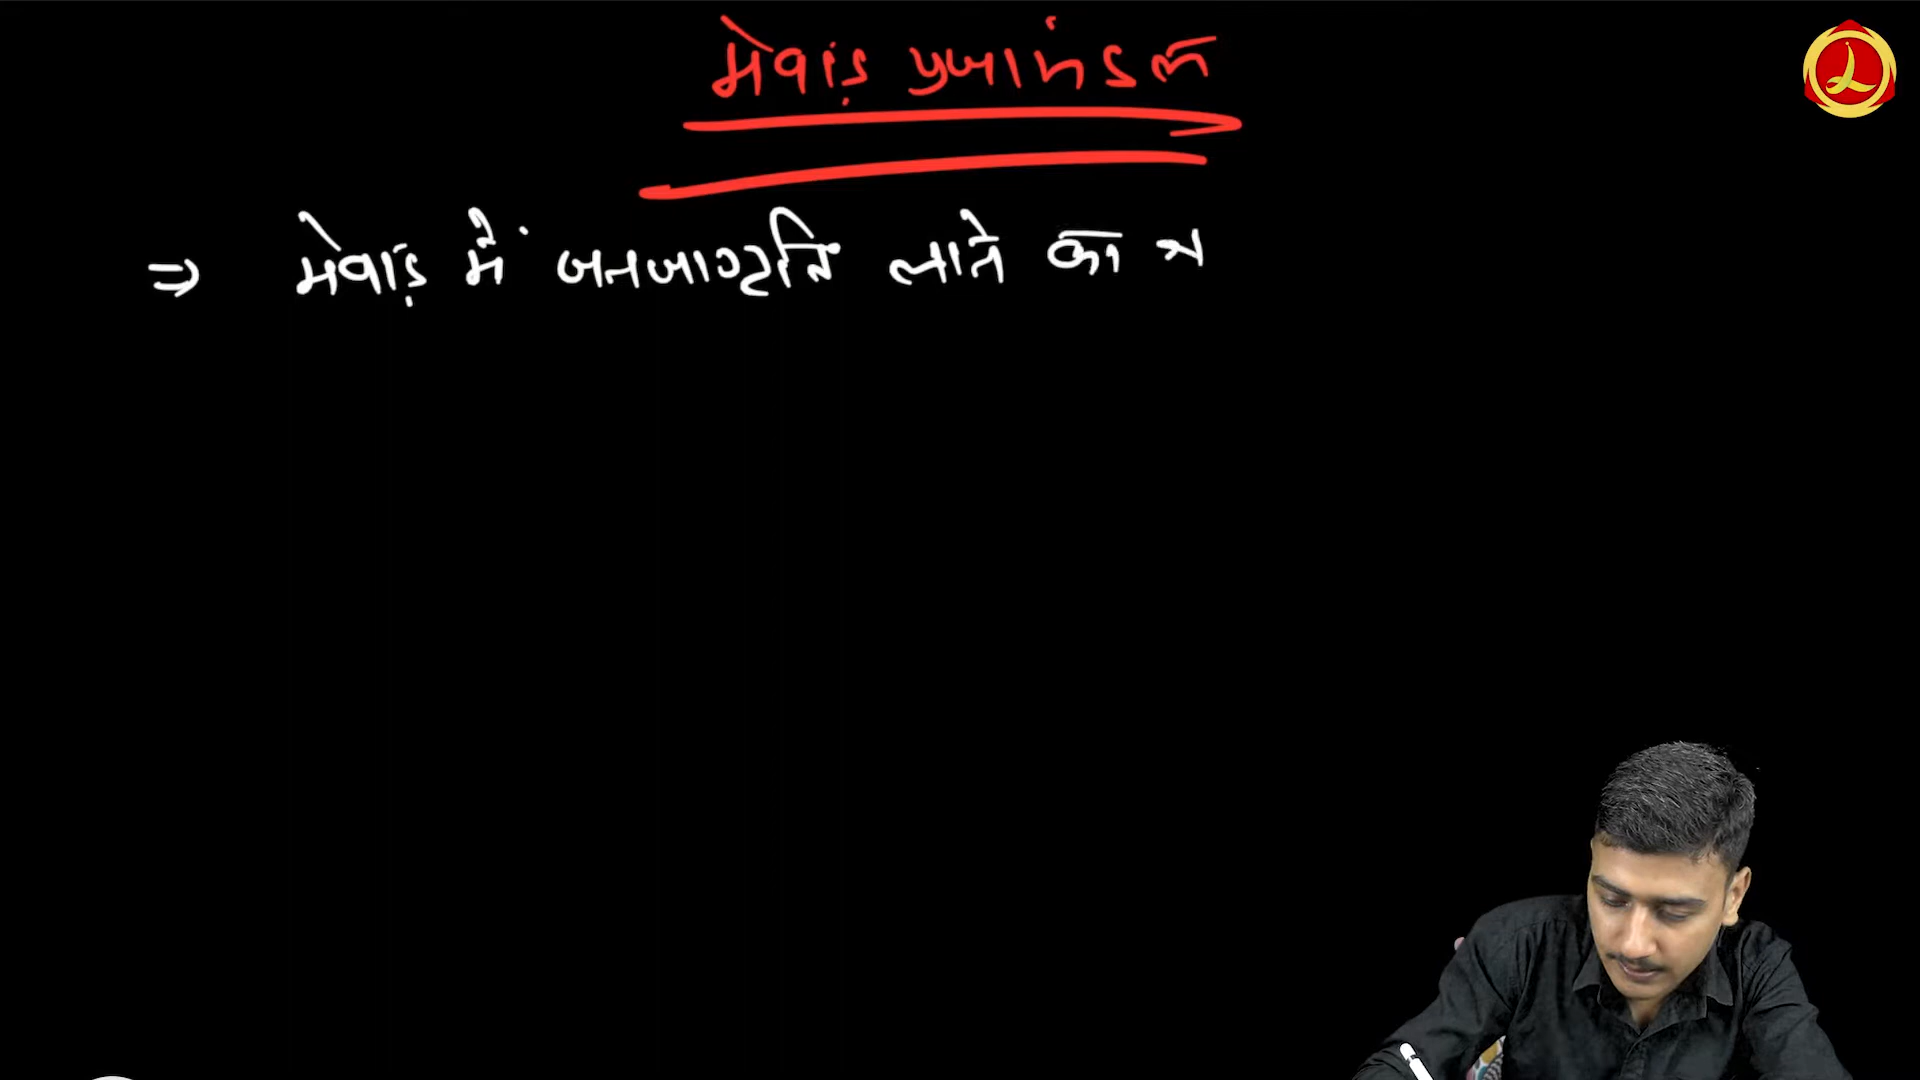 मेवाड़ प्रजामंडल
⇒ मेवाड़ में जनजागृति लाने का श्र